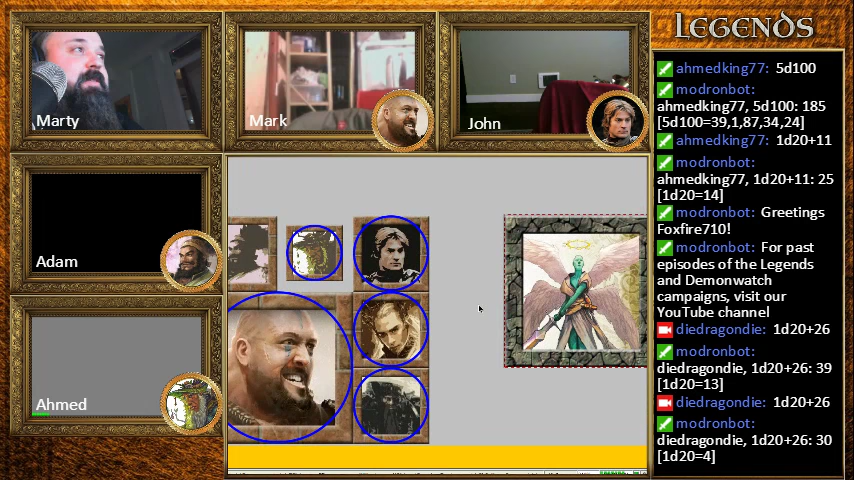 LEGENDS
Marty
Mark
John
Adam
Ahmed
ahmedking77: 5d100
modronbot:
ahmedking77, 5d100: 185
[5d100=39,1,87,34,24]
ahmedking77: 1d20+11
modronbot:
ahmedking77, 1d20+11: 25
[1d20=14]
modronbot: Greetings
Foxfire710!
modronbot: For past
episodes of the Legends
and Demonwatch
campaigns, visit our
YouTube channel
diedragondie: 1d20+26
modronbot:
diedragondie, 1d20+26: 39
[1d20=13]
diedragondie: 1d20+26
modronbot:
diedragondie, 1d20+26: 30
[1d20=4]